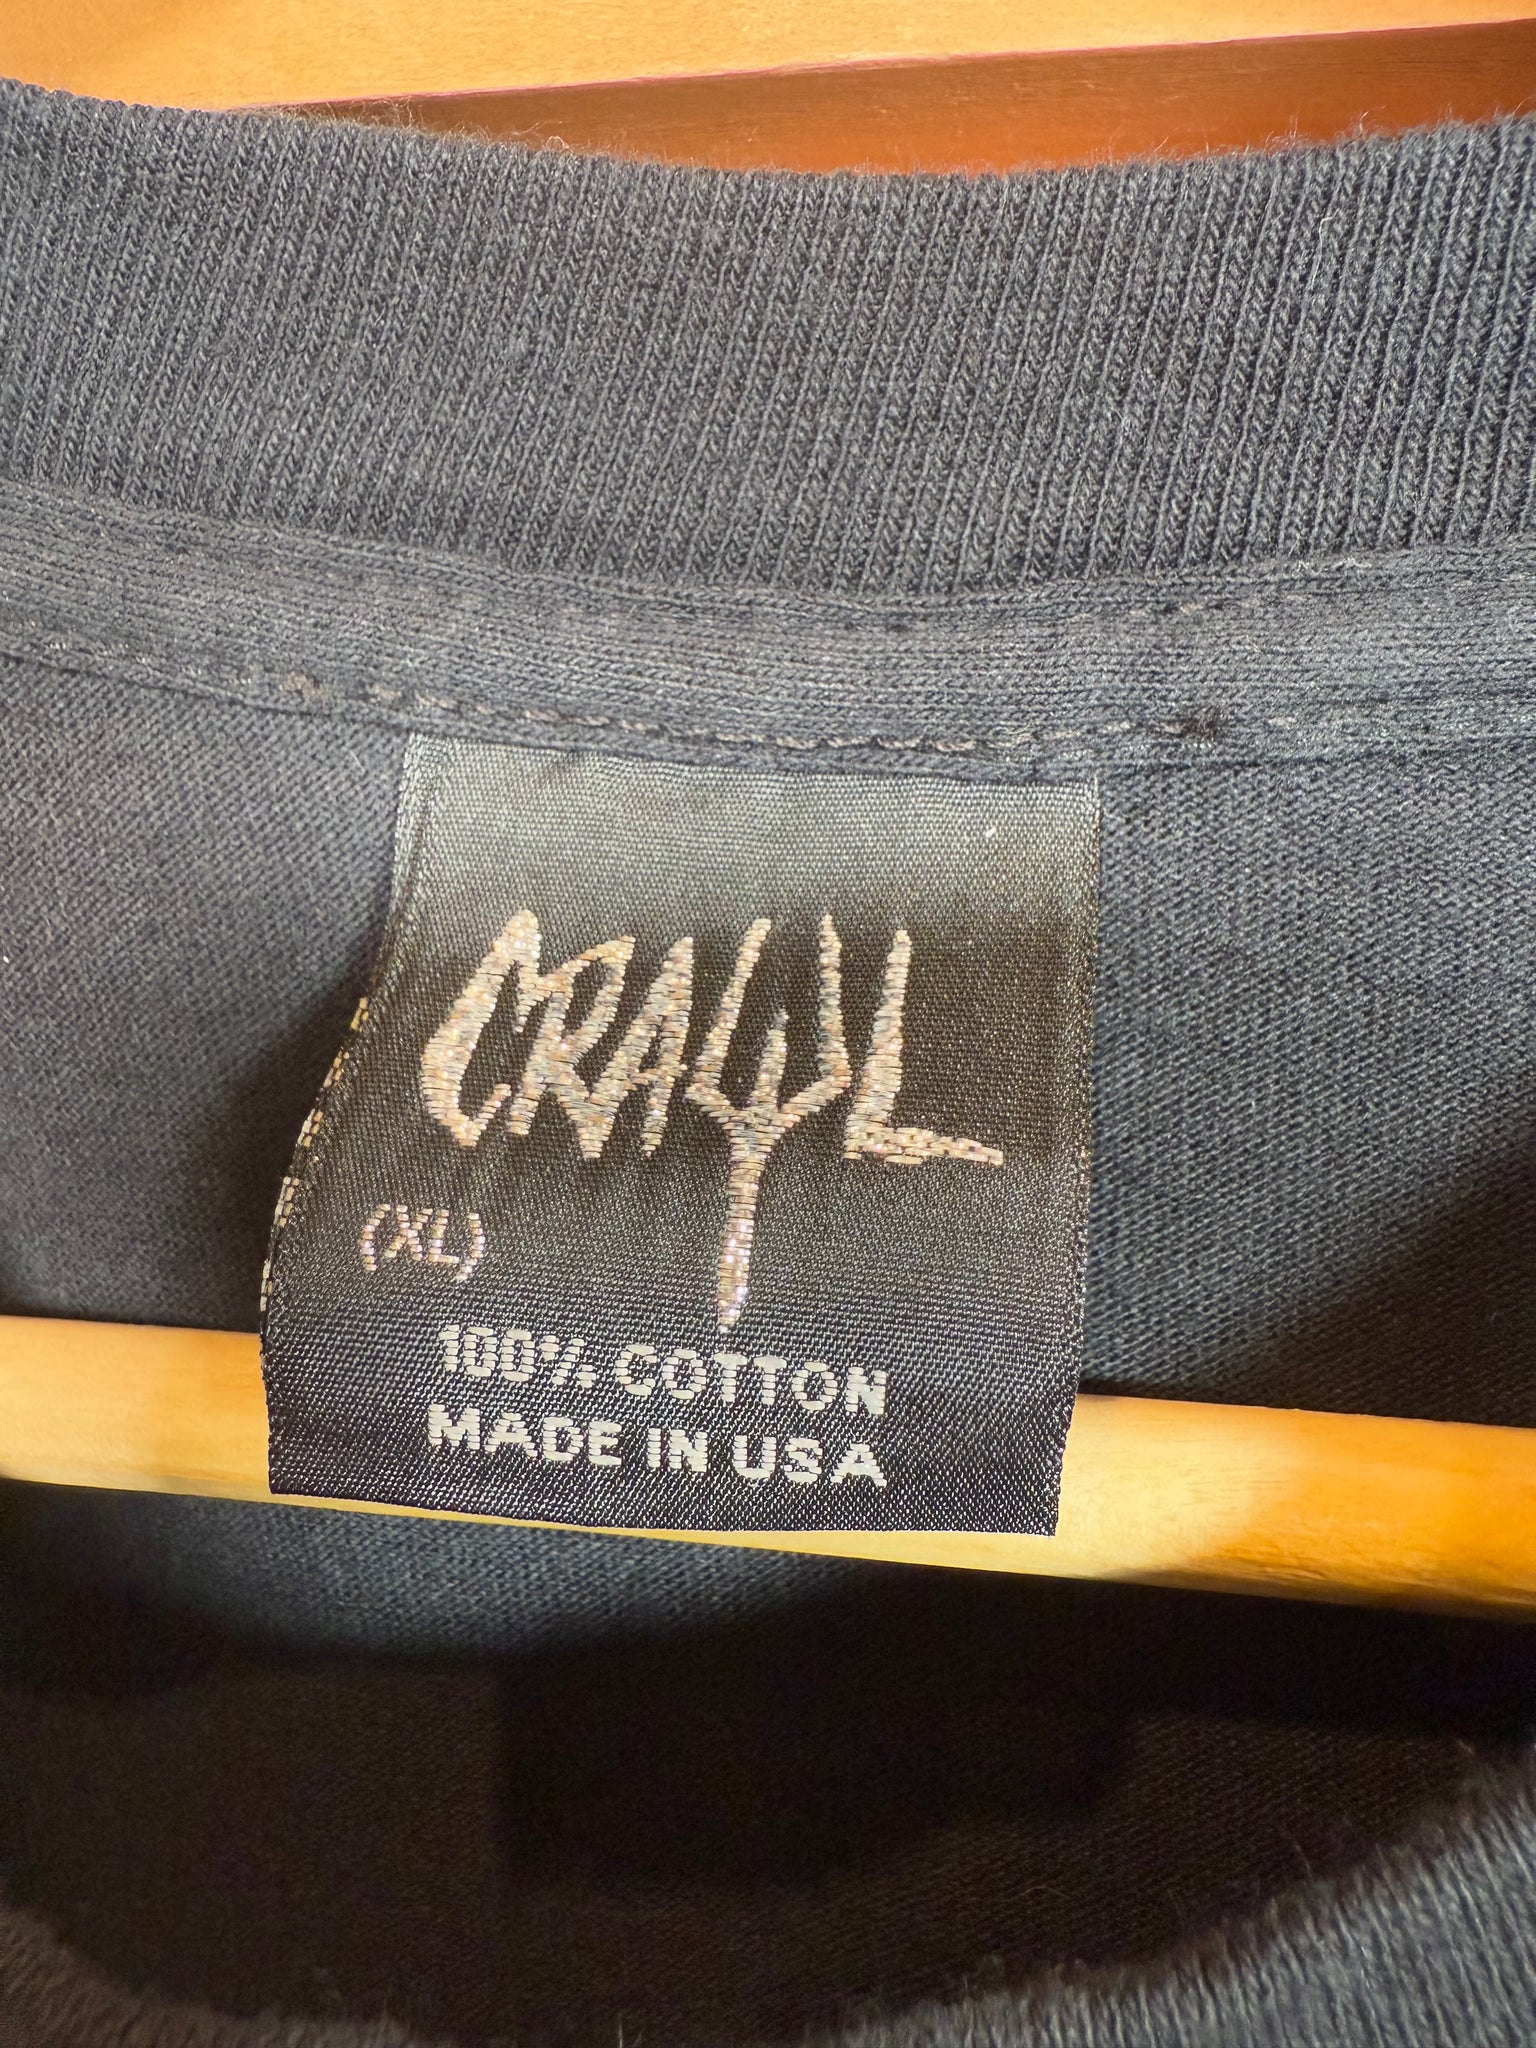 CRAWL
(XL)
100% COTTON
MADE IN USA